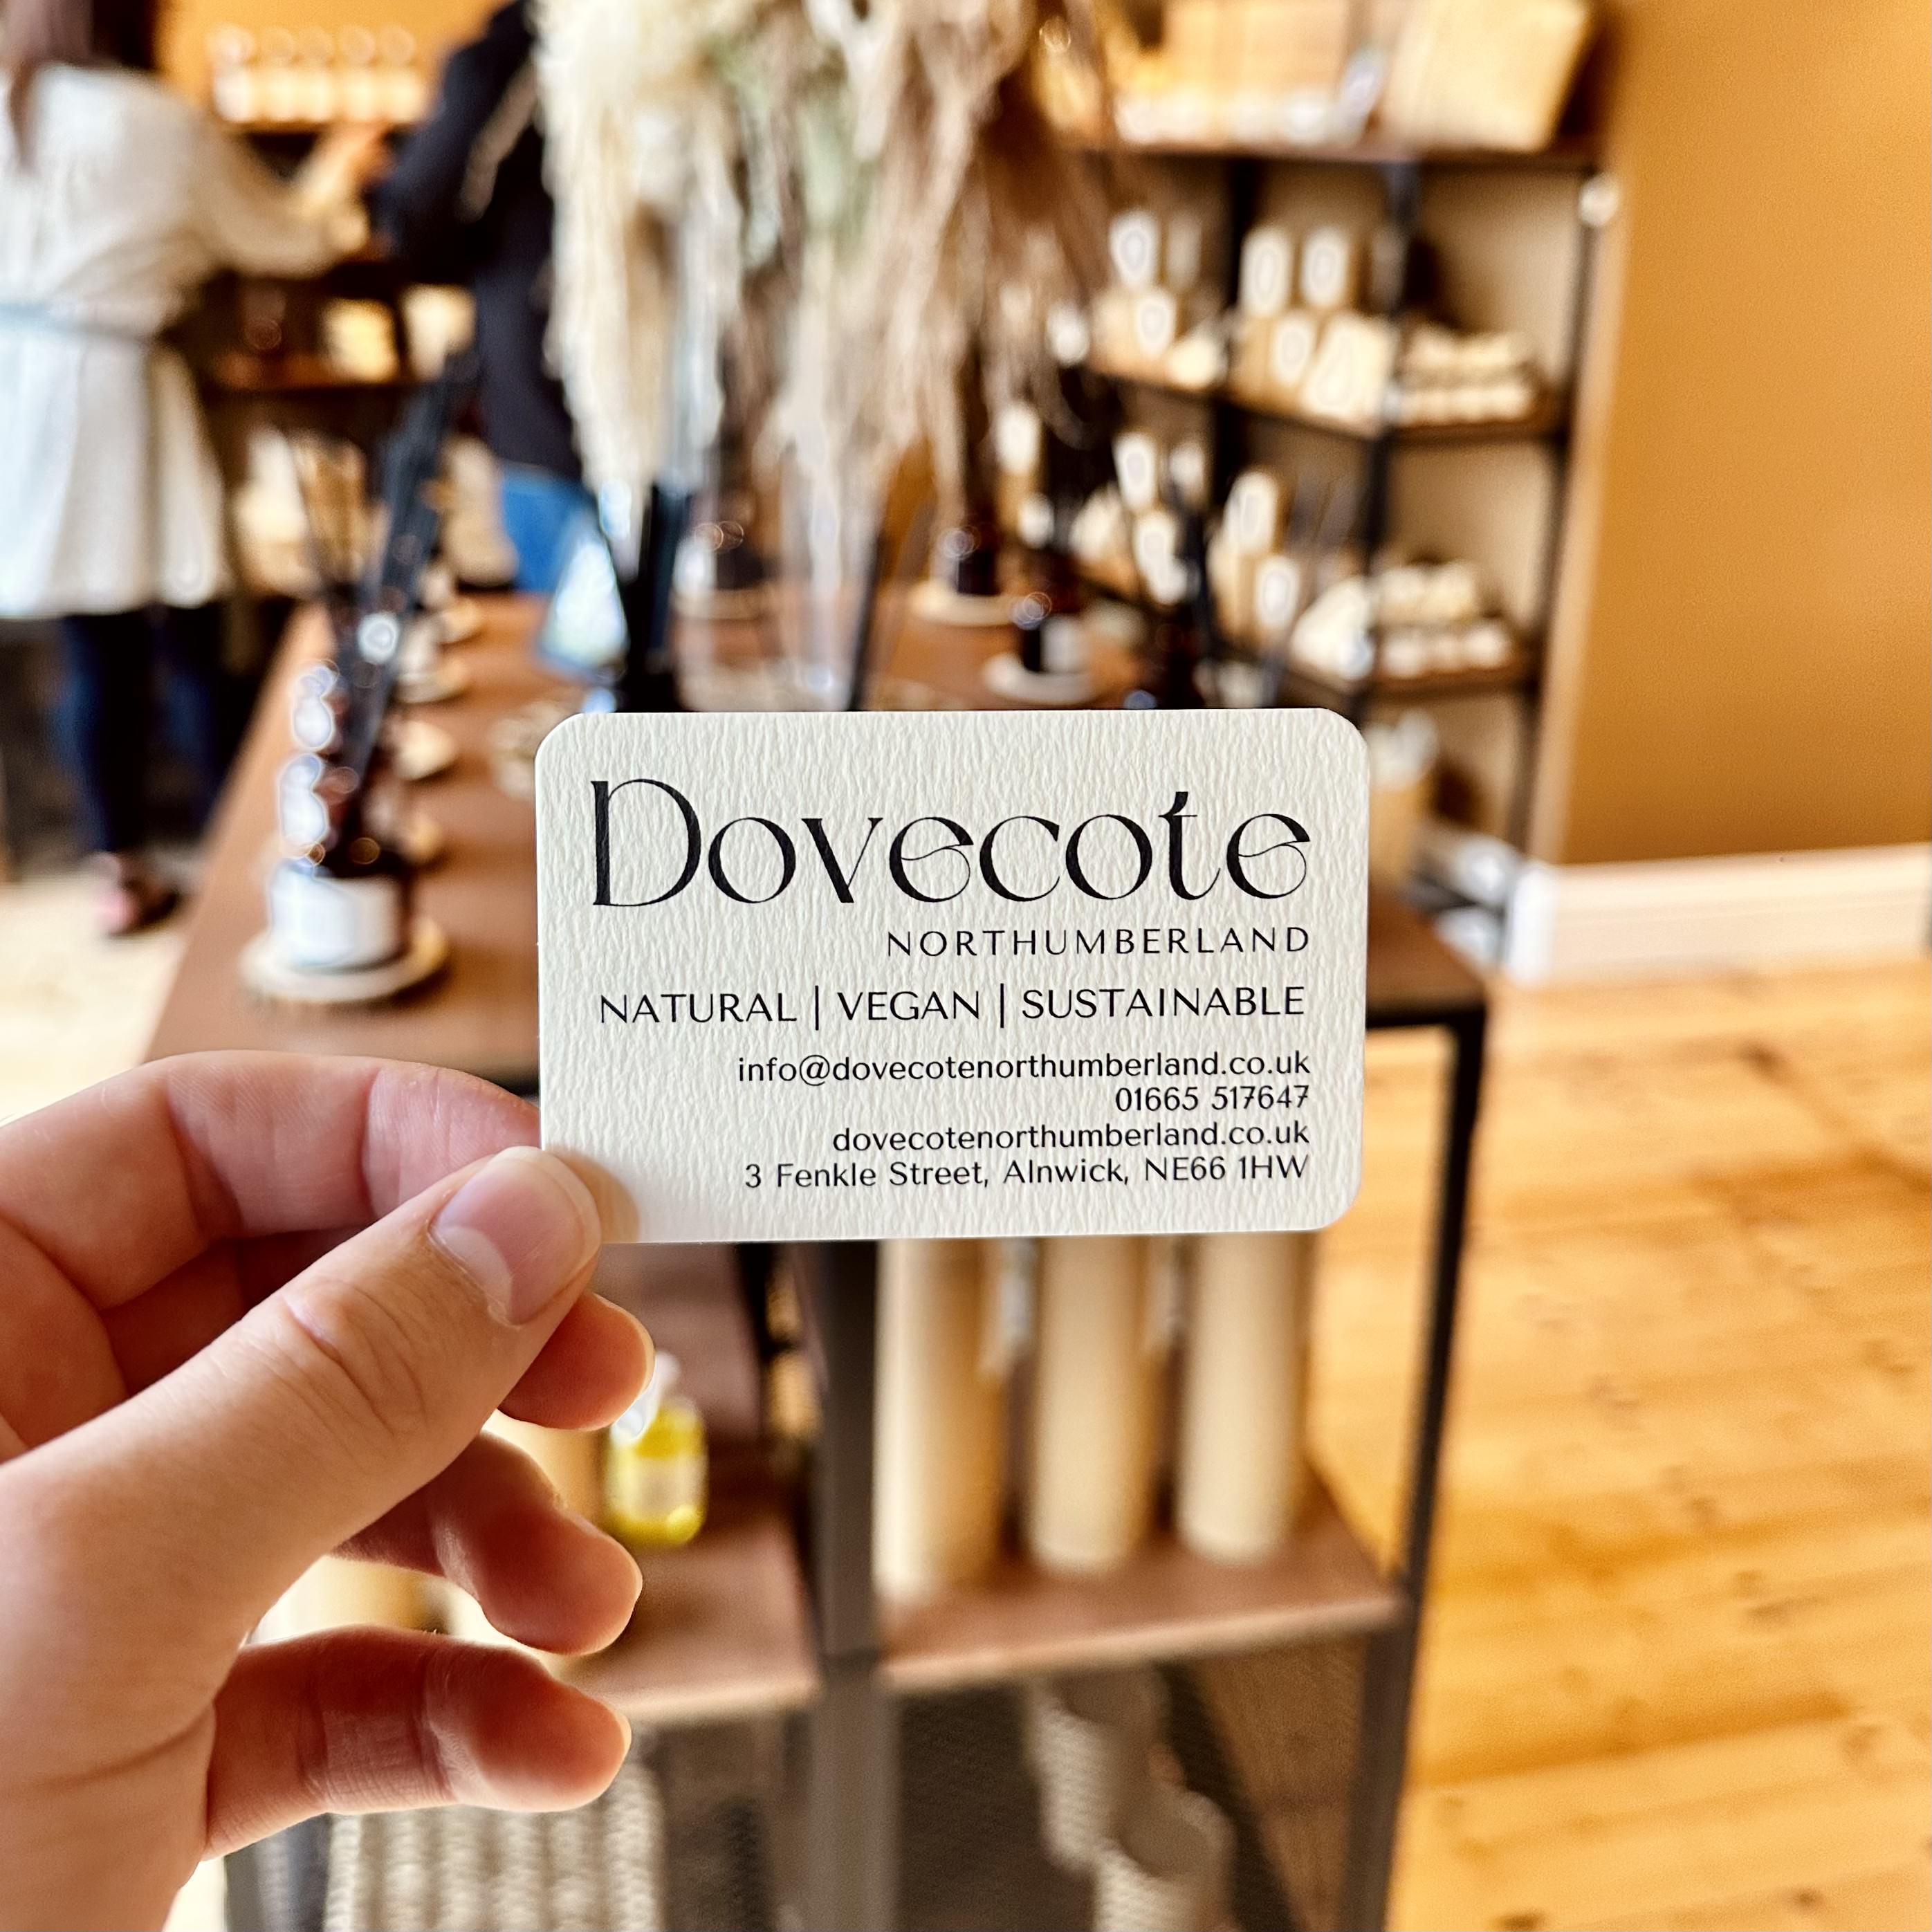 Dovecote
NORTHUMBERLAND
NATURAL | VEGAN | SUSTAINABLE
info@dovecotenorthumberland.co.uk
01665 517647
dovecotenorthumberland.co.uk
3 Fenkle Street, Alnwick, NE66 1HW